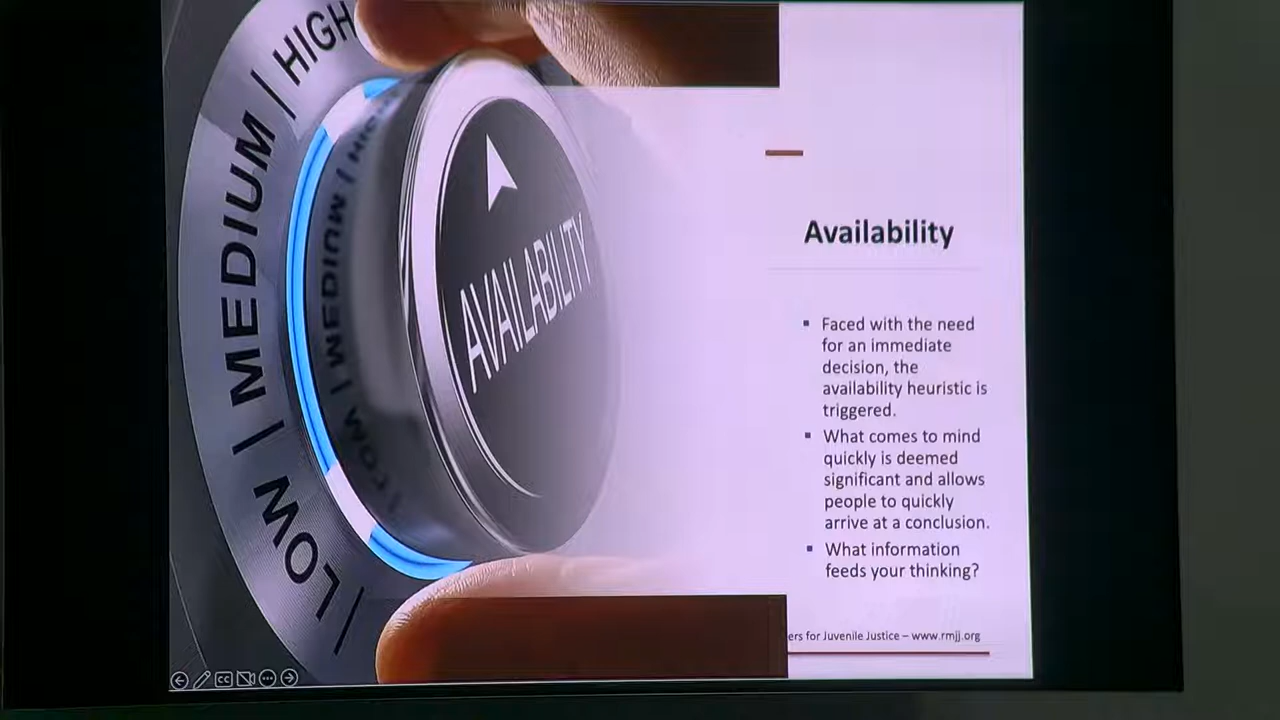 LOW | MEDIUM | HIGH
LOW | MEDIUM | HIGH
AVAILABILITY
Availability
▪ Faced with the need
for an immediate
decision, the
availability heuristic is
triggered.
▪ What comes to mind
quickly is deemed
significant and allows
people to quickly
arrive at a conclusion.
▪ What information
feeds your thinking?
for Juvenile Justice – www.rmjj.org
CC